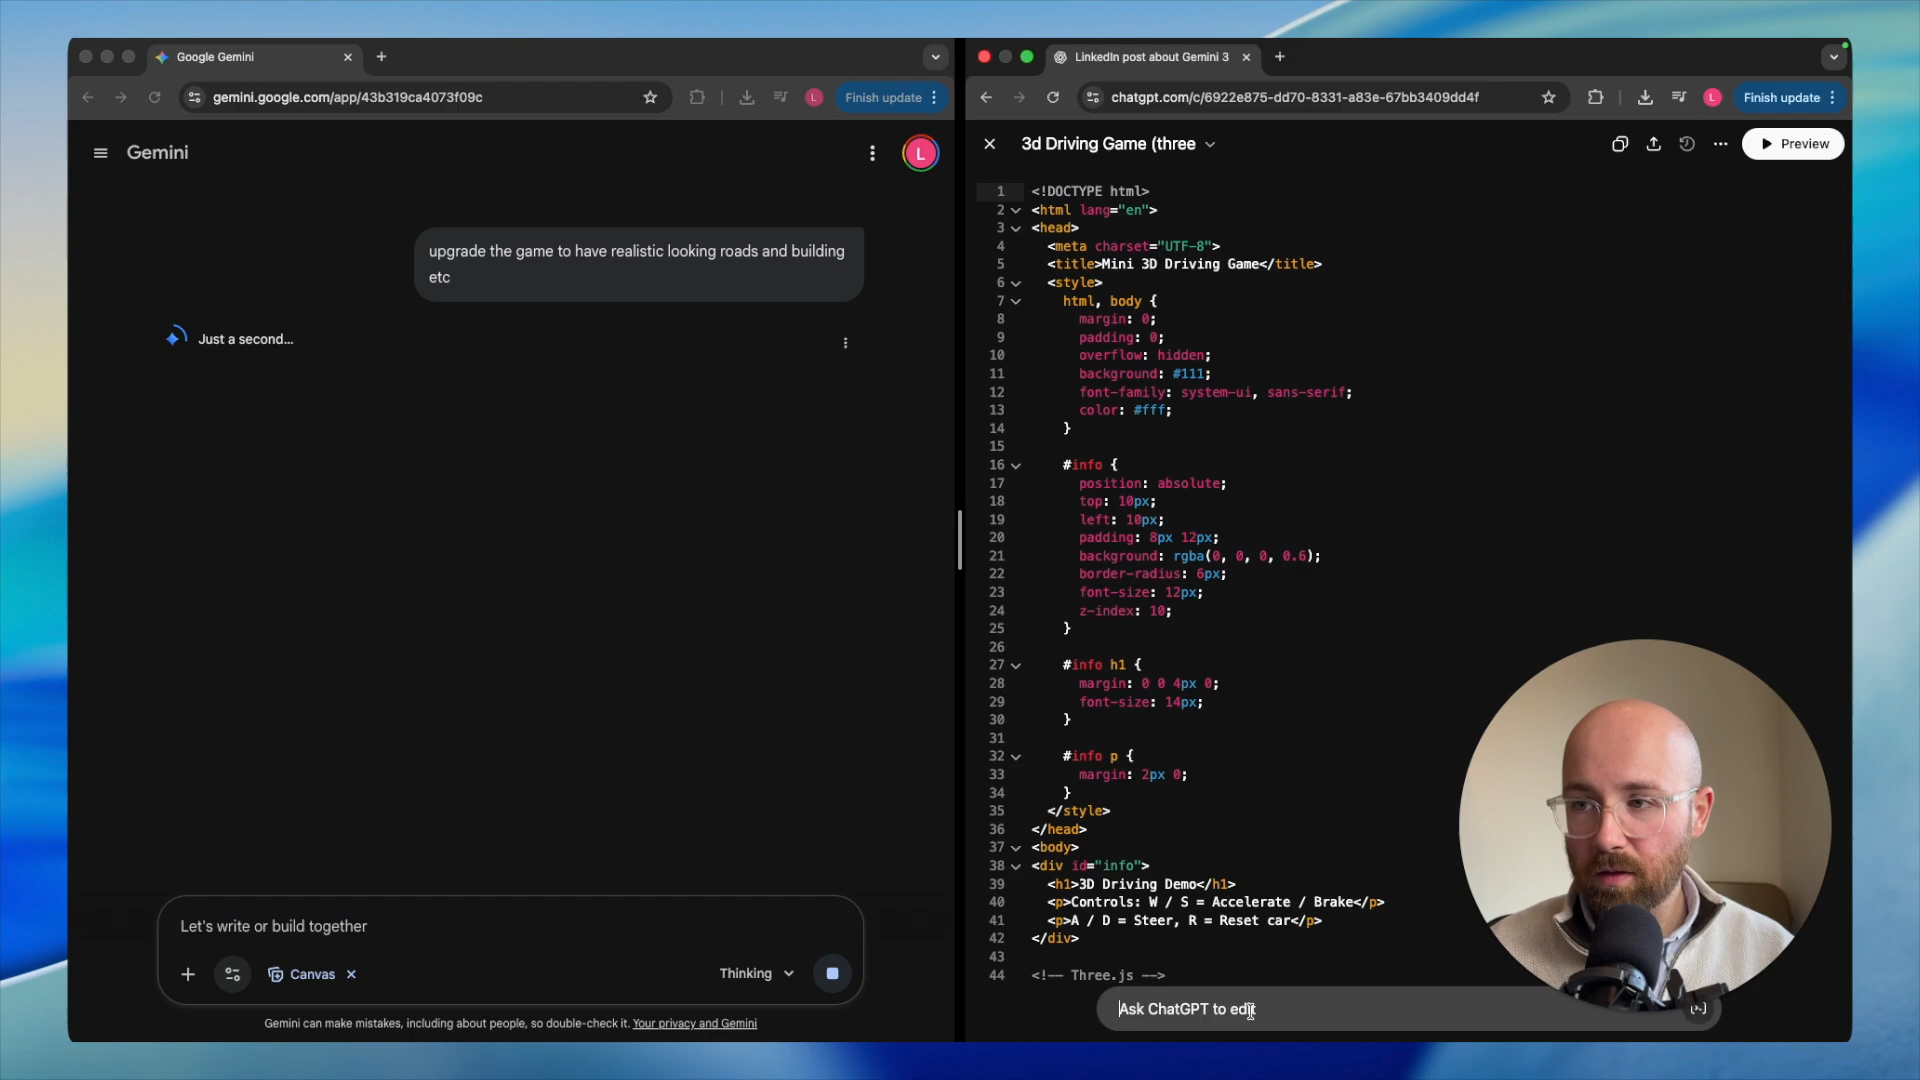 Google Gemini
gemini.google.com/app/43b319ca4073f09c
L
Finish update
Gemini
L
upgrade the game to have realistic looking roads and building
etc
Just a second...
Let's write or build together
Canvas
Thinking
Gemini can make mistakes, including about people, so double-check it. Your privacy and Gemini
LinkedIn post about Gemini 3
chatgpt.com/c/6922e875-dd70-8331-a83e-67bb3409dd4f
L
Finish update
3d Driving Game (three
Preview
1 <!DOCTYPE html>
2 <html lang="en">
3 <head>
4 <meta charset="UTF-8">
5 <title>Mini 3D Driving Game</title>
6 <style>
7 html, body {
8 margin: 0;
9 padding: 0;
10 overflow: hidden;
11 background: #111;
12 font-family: system-ui, sans-serif;
13 color: #fff;
14 }
15
16 #info {
17 position: absolute;
18 top: 10px;
19 left: 10px;
20 padding: 8px 12px;
21 background: rgba(0, 0, 0, 0.6);
22 border-radius: 6px;
23 font-size: 12px;
24 z-index: 10;
25 }
26
27 #info h1 {
28 margin: 0 0 4px 0;
29 font-size: 14px;
30 }
31
32 #info p {
33 margin: 2px 0;
34 }
35 </style>
36 </head>
37 <body>
38 <div id="info">
39 <h1>3D Driving Demo</h1>
40 <p>Controls: W / S = Accelerate / Brake</p>
41 <p>A / D = Steer, R = Reset car</p>
42 </div>
43
44 <!-- Three.js -->
Ask ChatGPT to edit